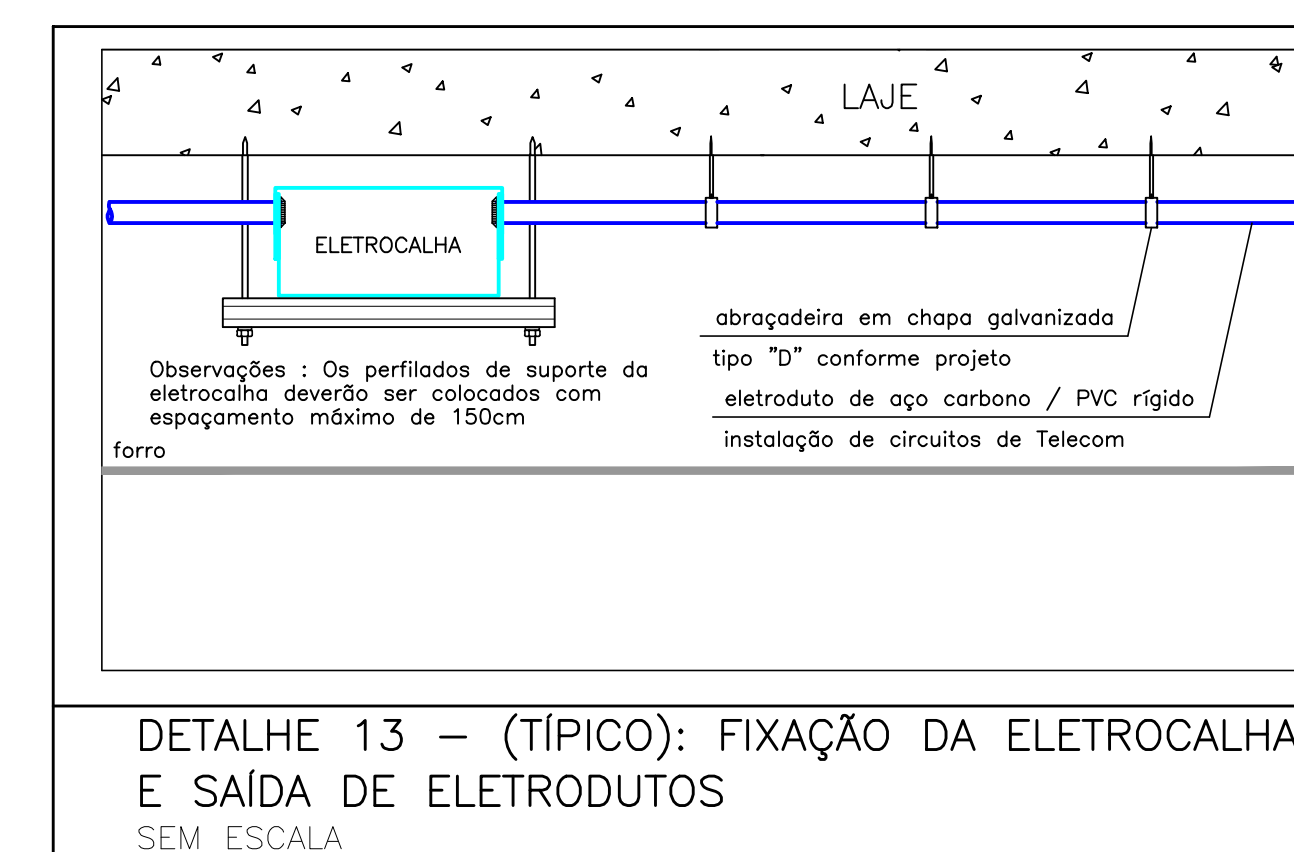 LAJE
ELETROCALHA
abraçadeira em chapa galvanizada
tipo "D" conforme projeto
eletroduto de aço carbono / PVC rígido
instalação de circuitos de Telecom
Observações : Os perfilados de suporte da
eletrocalha deverão ser colocados com
espaçamento máximo de 150cm
forro
DETALHE 13 – (TÍPICO): FIXAÇÃO DA ELETROCALHA
E SAÍDA DE ELETRODUTOS
SEM ESCALA